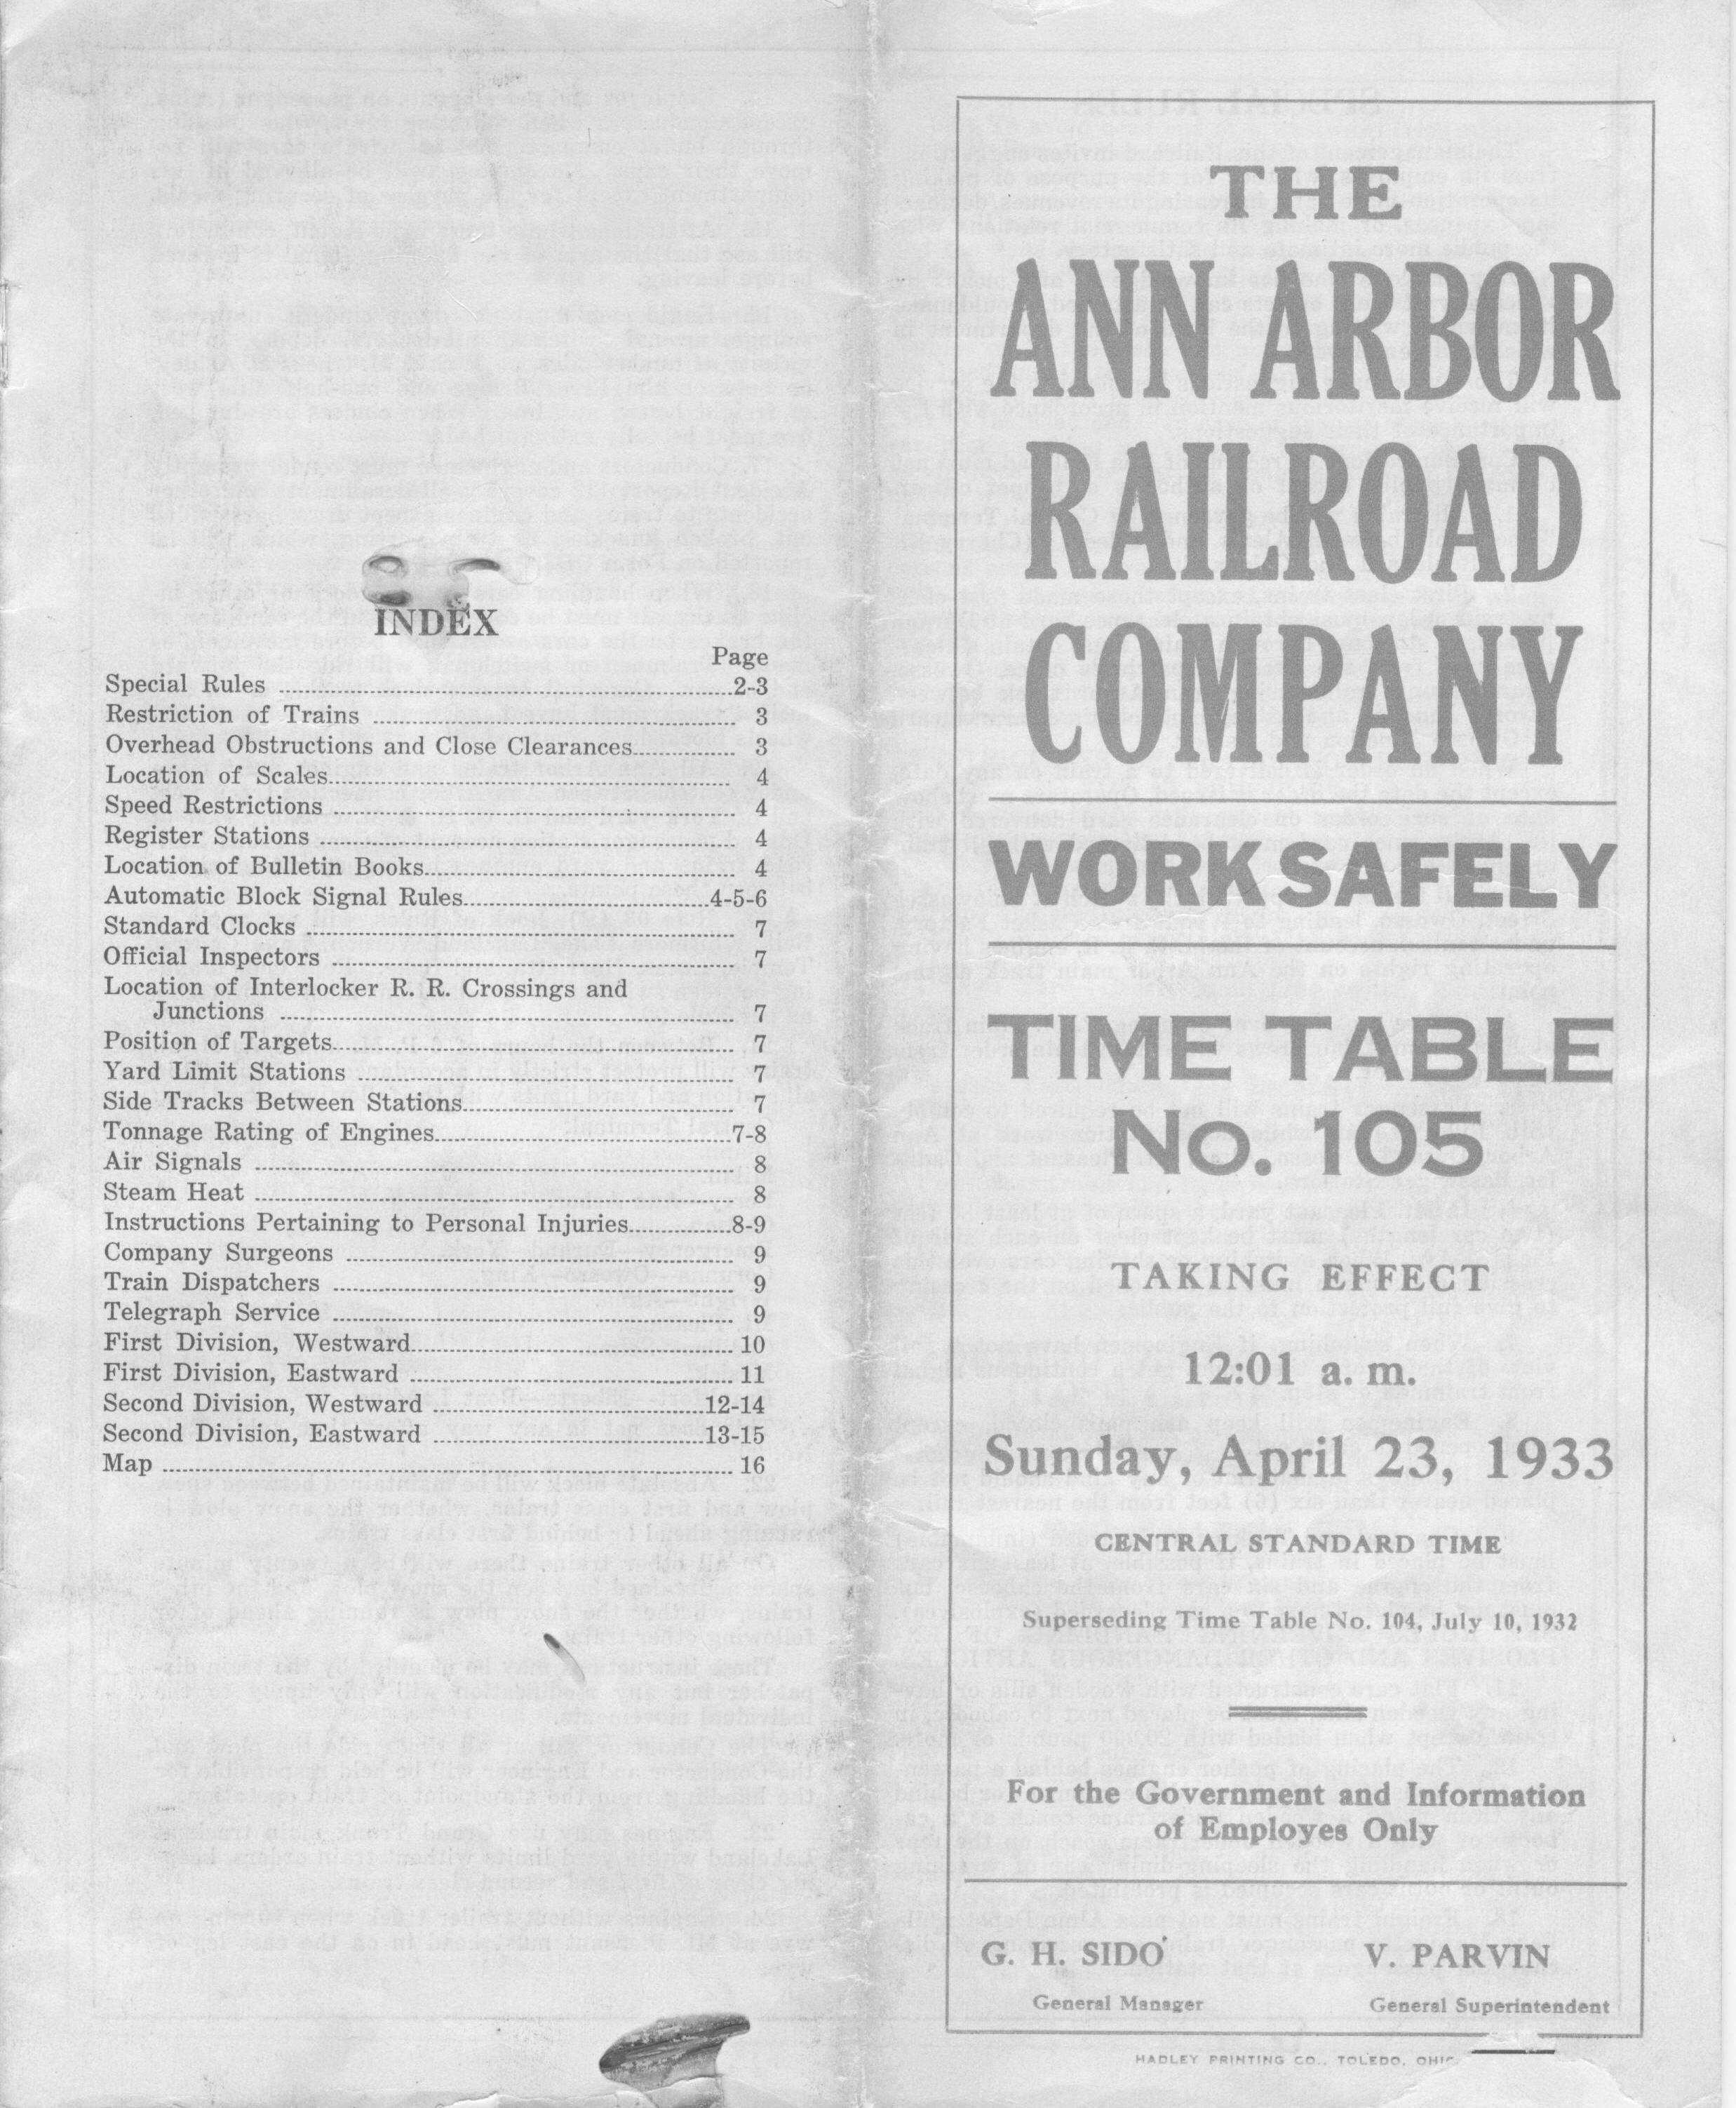 INDEX
Page
Special Rules 2-3
Restriction of Trains 3
Overhead Obstructions and Close Clearances 3
Location of Scales 4
Speed Restrictions 4
Register Stations 4
Location of Bulletin Books 4
Automatic Block Signal Rules 4-5-6
Standard Clocks 7
Official Inspectors 7
Location of Interlocker R. R. Crossings and
Junctions 7
Position of Targets 7
Yard Limit Stations 7
Side Tracks Between Stations 7
Tonnage Rating of Engines 7-8
Air Signals 8
Steam Heat 8
Instructions Pertaining to Personal Injuries 8-9
Company Surgeons 9
Train Dispatchers 9
Telegraph Service 9
First Division, Westward 10
First Division, Eastward 11
Second Division, Westward 12-14
Second Division, Eastward 13-15
Map 16
THE
ANN ARBOR
RAILROAD
COMPANY
WORK SAFELY
TIME TABLE
No. 105
TAKING EFFECT
12:01 a. m.
Sunday, April 23, 1933
CENTRAL STANDARD TIME
Superseding Time Table No. 104, July 10, 1932
For the Government and Information
of Employes Only
G. H. SIDO V. PARVIN
General Manager General Superintendent
HADLEY PRINTING CO., TOLEDO, OHIO